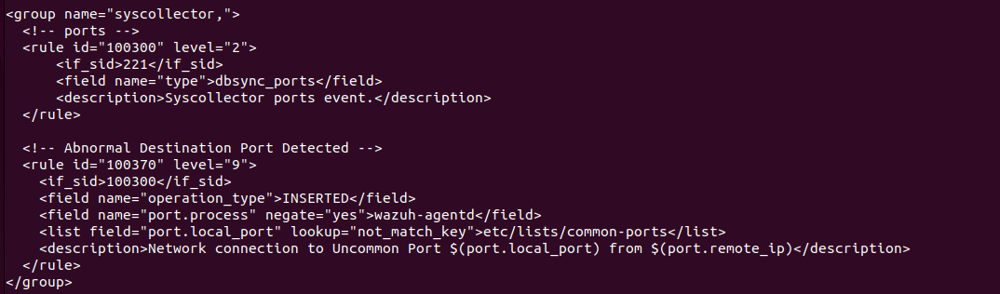 <group name="syscollector,">
  <!-- ports -->
  <rule id="100300" level="2">
      <if_sid>221</if_sid>
      <field name="type">dbsync_ports</field>
      <description>Syscollector ports event.</description>
  </rule>

  <!-- Abnormal Destination Port Detected -->
  <rule id="100370" level="9">
    <if_sid>100300</if_sid>
    <field name="operation_type">INSERTED</field>
    <field name="port.process" negate="yes">wazuh-agentd</field>
    <list field="port.local_port" lookup="not_match_key">etc/lists/common-ports</list>
    <description>Network connection to Uncommon Port $(port.local_port) from $(port.remote_ip)</description>
  </rule>
</group>